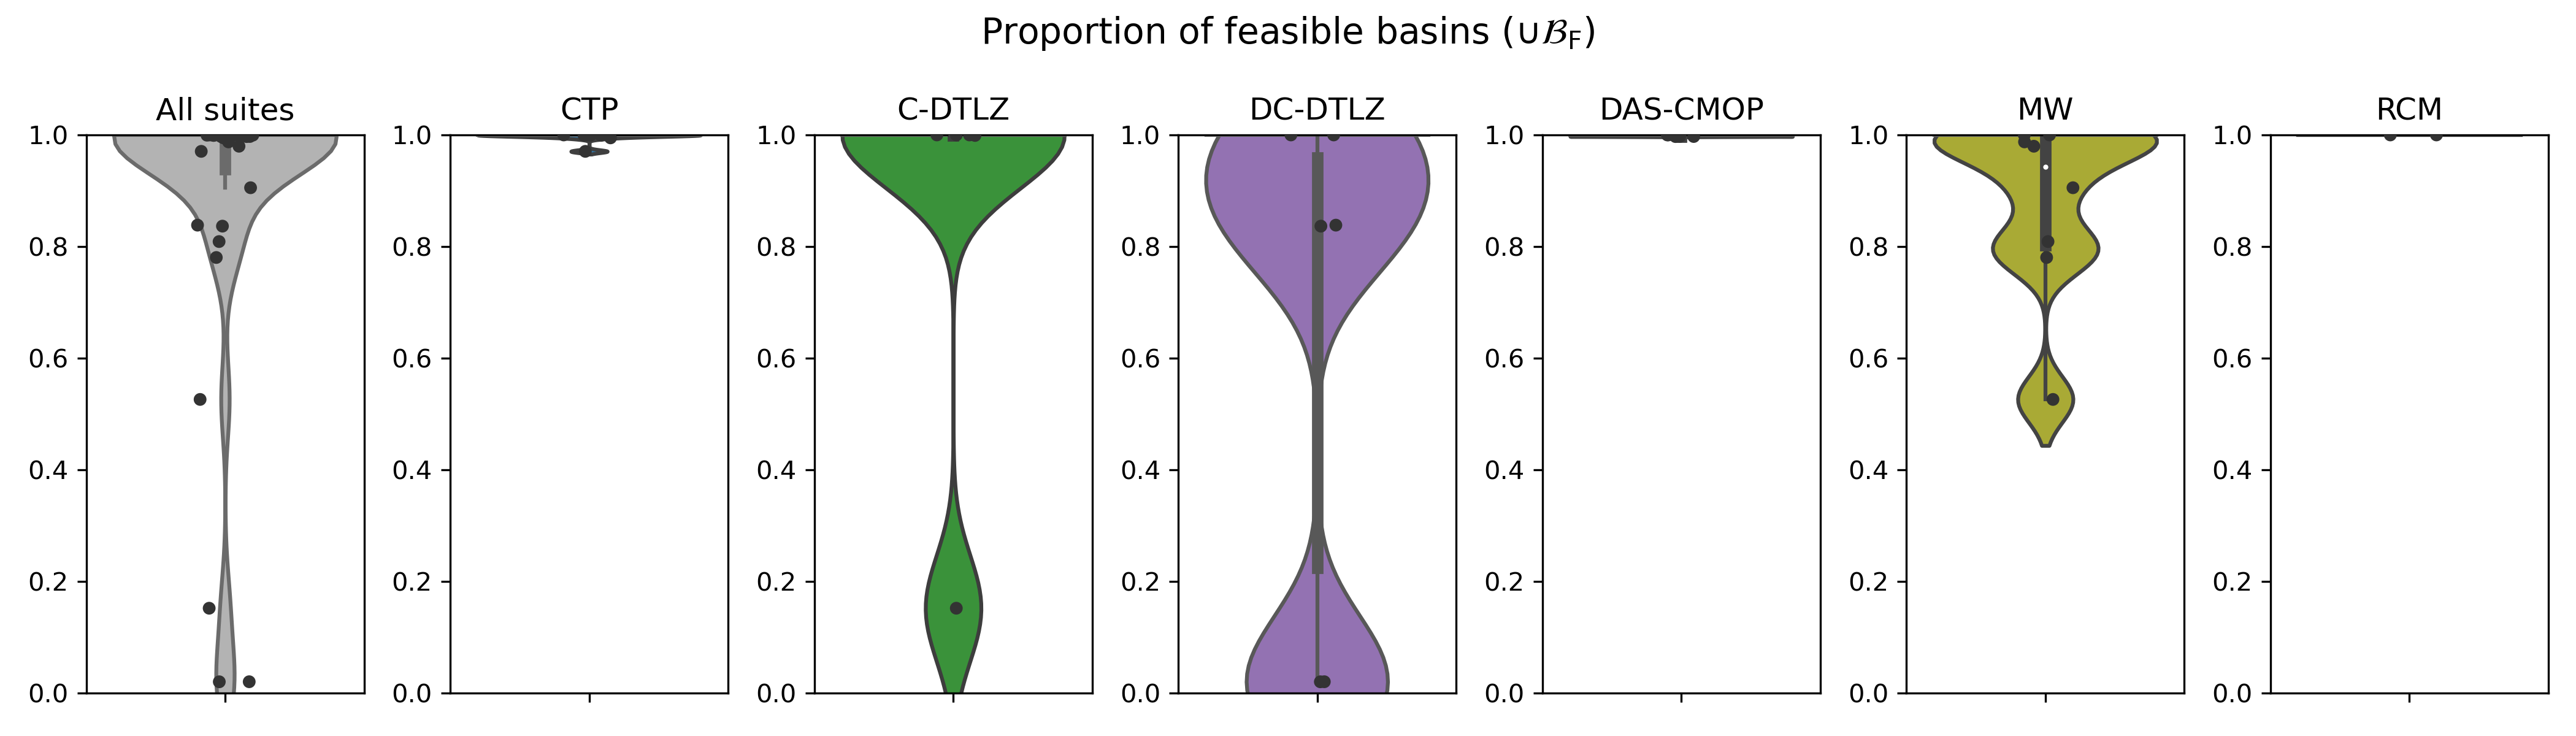 Proportion of feasible basins (∪ℬ_F)
All suites CTP C-DTLZ DC-DTLZ DAS-CMOP MW RCM
1.0 1.0 1.0 1.0 1.0 1.0 1.0
0.8 0.8 0.8 0.8 0.8 0.8 0.8
0.6 0.6 0.6 0.6 0.6 0.6 0.6
0.4 0.4 0.4 0.4 0.4 0.4 0.4
0.2 0.2 0.2 0.2 0.2 0.2 0.2
0.0 0.0 0.0 0.0 0.0 0.0 0.0